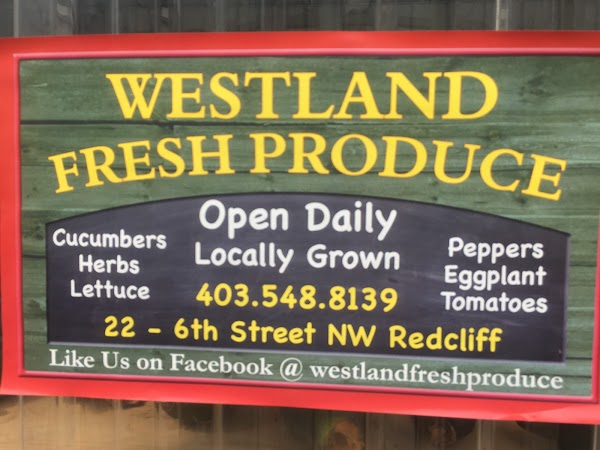 WESTLAND
FRESH PRODUCE
Open Daily
Locally Grown
Cucumbers
Herbs
Lettuce
Peppers
Eggplant
Tomatoes
403.548.8139
22 - 6th Street NW Redcliff
Like Us on Facebook @ westlandfreshproduce